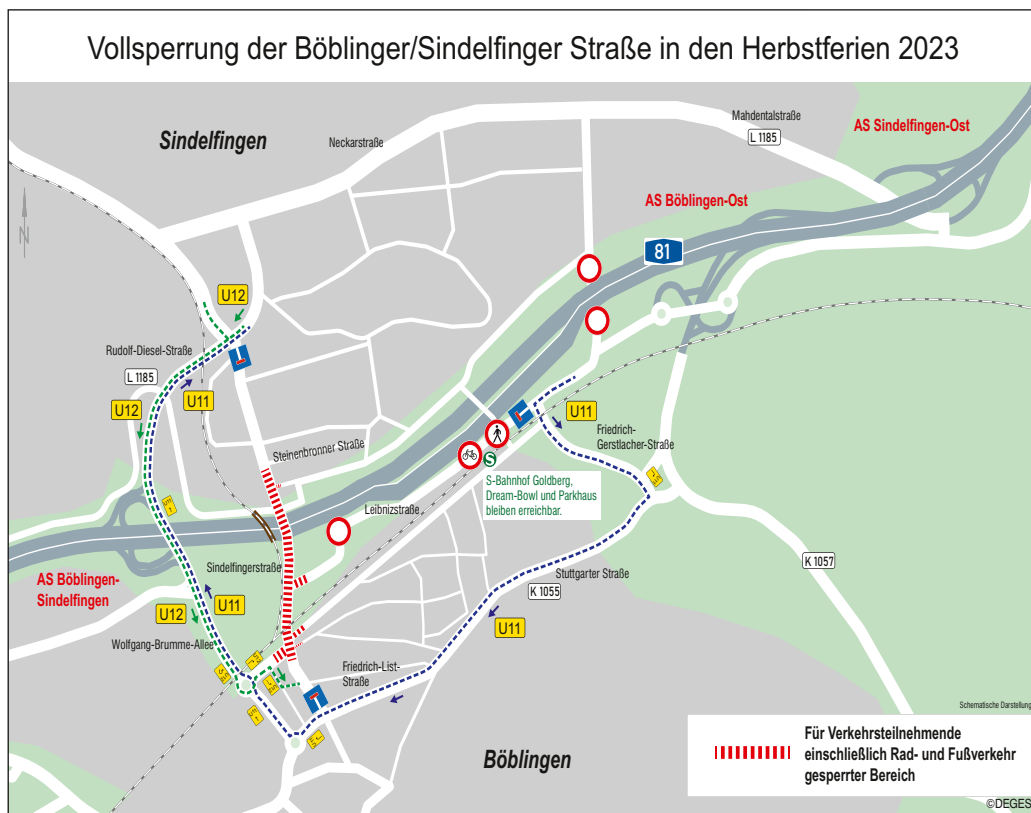 Vollsperrung der Böblinger/Sindelfinger Straße in den Herbstferien 2023
Mahdentalstraße
AS Sindelfingen-Ost
Sindelfingen
Neckarstraße
L 1185
AS Böblingen-Ost
N
81
U12
Rudolf-Diesel-Straße
L 1185
U11
U12
U11
Friedrich-
Gerstlacher-Straße
Steinenbronner Straße
S
S-Bahnhof Goldberg,
Dream-Bowl und Parkhaus
bleiben erreichbar.
Leibnizstraße
Sindelfingerstraße
AS Böblingen-
Sindelfingen
Stuttgarter Straße
K 1057
K 1055
U11
U12
U11
Wolfgang-Brumme-Allee
Friedrich-List-
Straße
Schematische Darstellung
Böblingen
Für Verkehrsteilnehmende
einschließlich Rad- und Fußverkehr
gesperrter Bereich
©DEGES